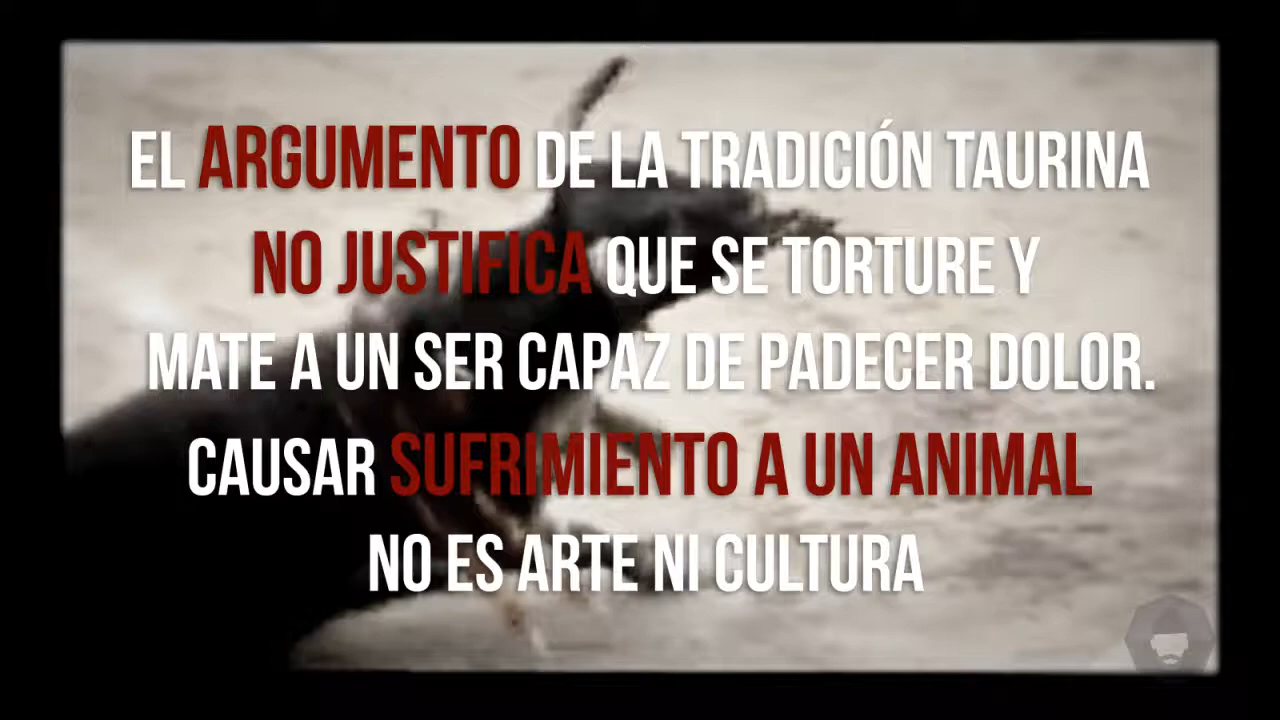 EL ARGUMENTO DE LA TRADICIÓN TAURINA
NO JUSTIFICA QUE SE TORTURE Y
MATE A UN SER CAPAZ DE PADECER DOLOR.
CAUSAR SUFRIMIENTO A UN ANIMAL
NO ES ARTE NI CULTURA